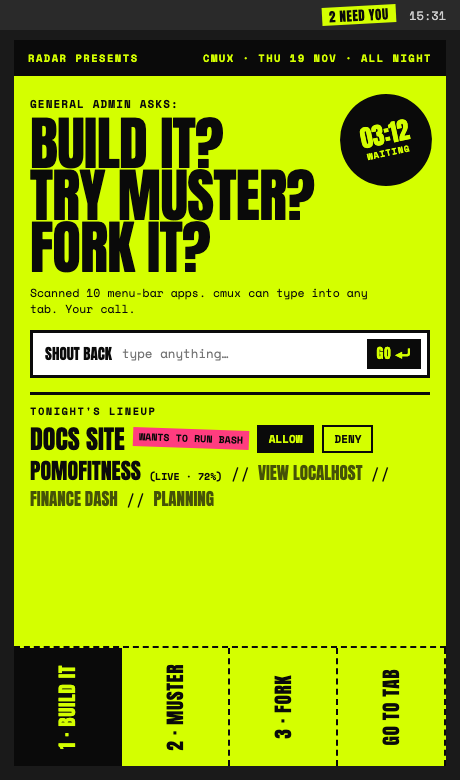 2 NEED YOU 15:31
RADAR PRESENTS CMUX · THU 19 NOV · ALL NIGHT
GENERAL ADMIN ASKS:
BUILD IT?
TRY MUSTER?
FORK IT?
03:12
WAITING
Scanned 10 menu-bar apps. cmux can type into any
tab. Your call.
SHOUT BACK type anything… GO ↵
TONIGHT'S LINEUP
DOCS SITE WANTS TO RUN BASH ALLOW DENY
POMOFITNESS (LIVE · 72%) // VIEW LOCALHOST //
FINANCE DASH // PLANNING
1 · BUILD IT
2 · MUSTER
3 · FORK
GO TO TAB